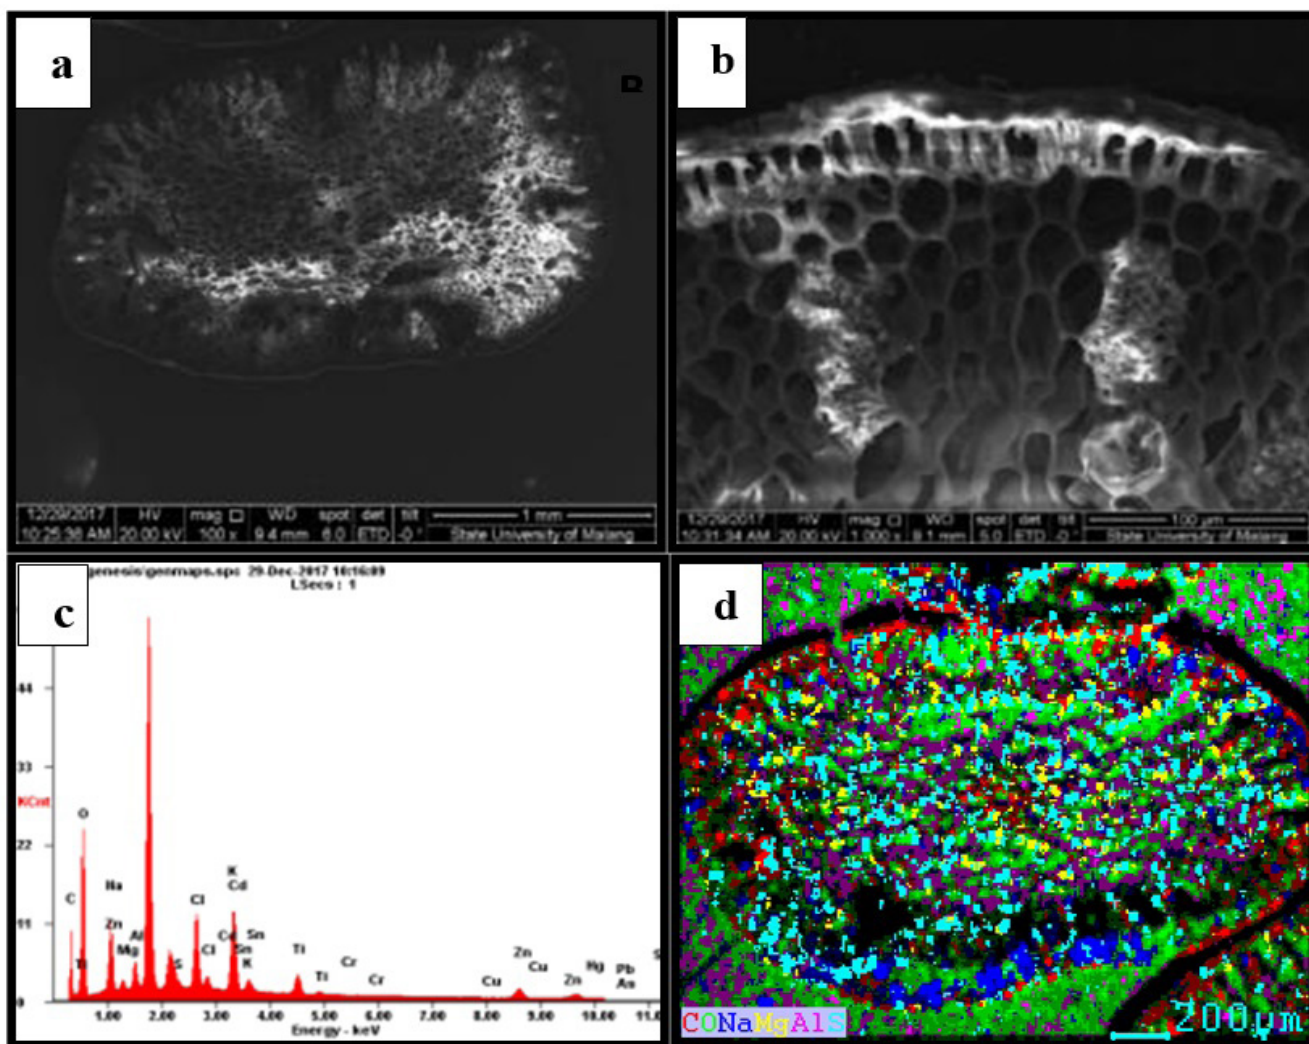 a
12/29/2017 HV mag □ WD spot det tilt 1 mm
10:25:36 AM 20.00 kV 100 x 9.4 mm 6.0 ETD -0° State University of Malang
b
12/29/2017 HV mag □ WD spot det tilt 100 µm
10:31:34 AM 20.00 kV 1 000 x 9.1 mm 5.0 ETD -0° State University of Malang
c
genesis\genmaps.spc 29-Dec-2017 10:16:09
LSecs : 1
44
33
KCnt
O
22
K
C Na Cd Cl
11
Zn Al Cd Sn Ti Zn
Mg Cl Sn Cr Cu Hg Pb
Ti S K Ti Cr Cu Zn
0
1.00 2.00 3.00 4.00 5.00 6.00 7.00 8.00 9.00 10.00 11.0
Energy - keV
d
CONaMgAlS 200µm